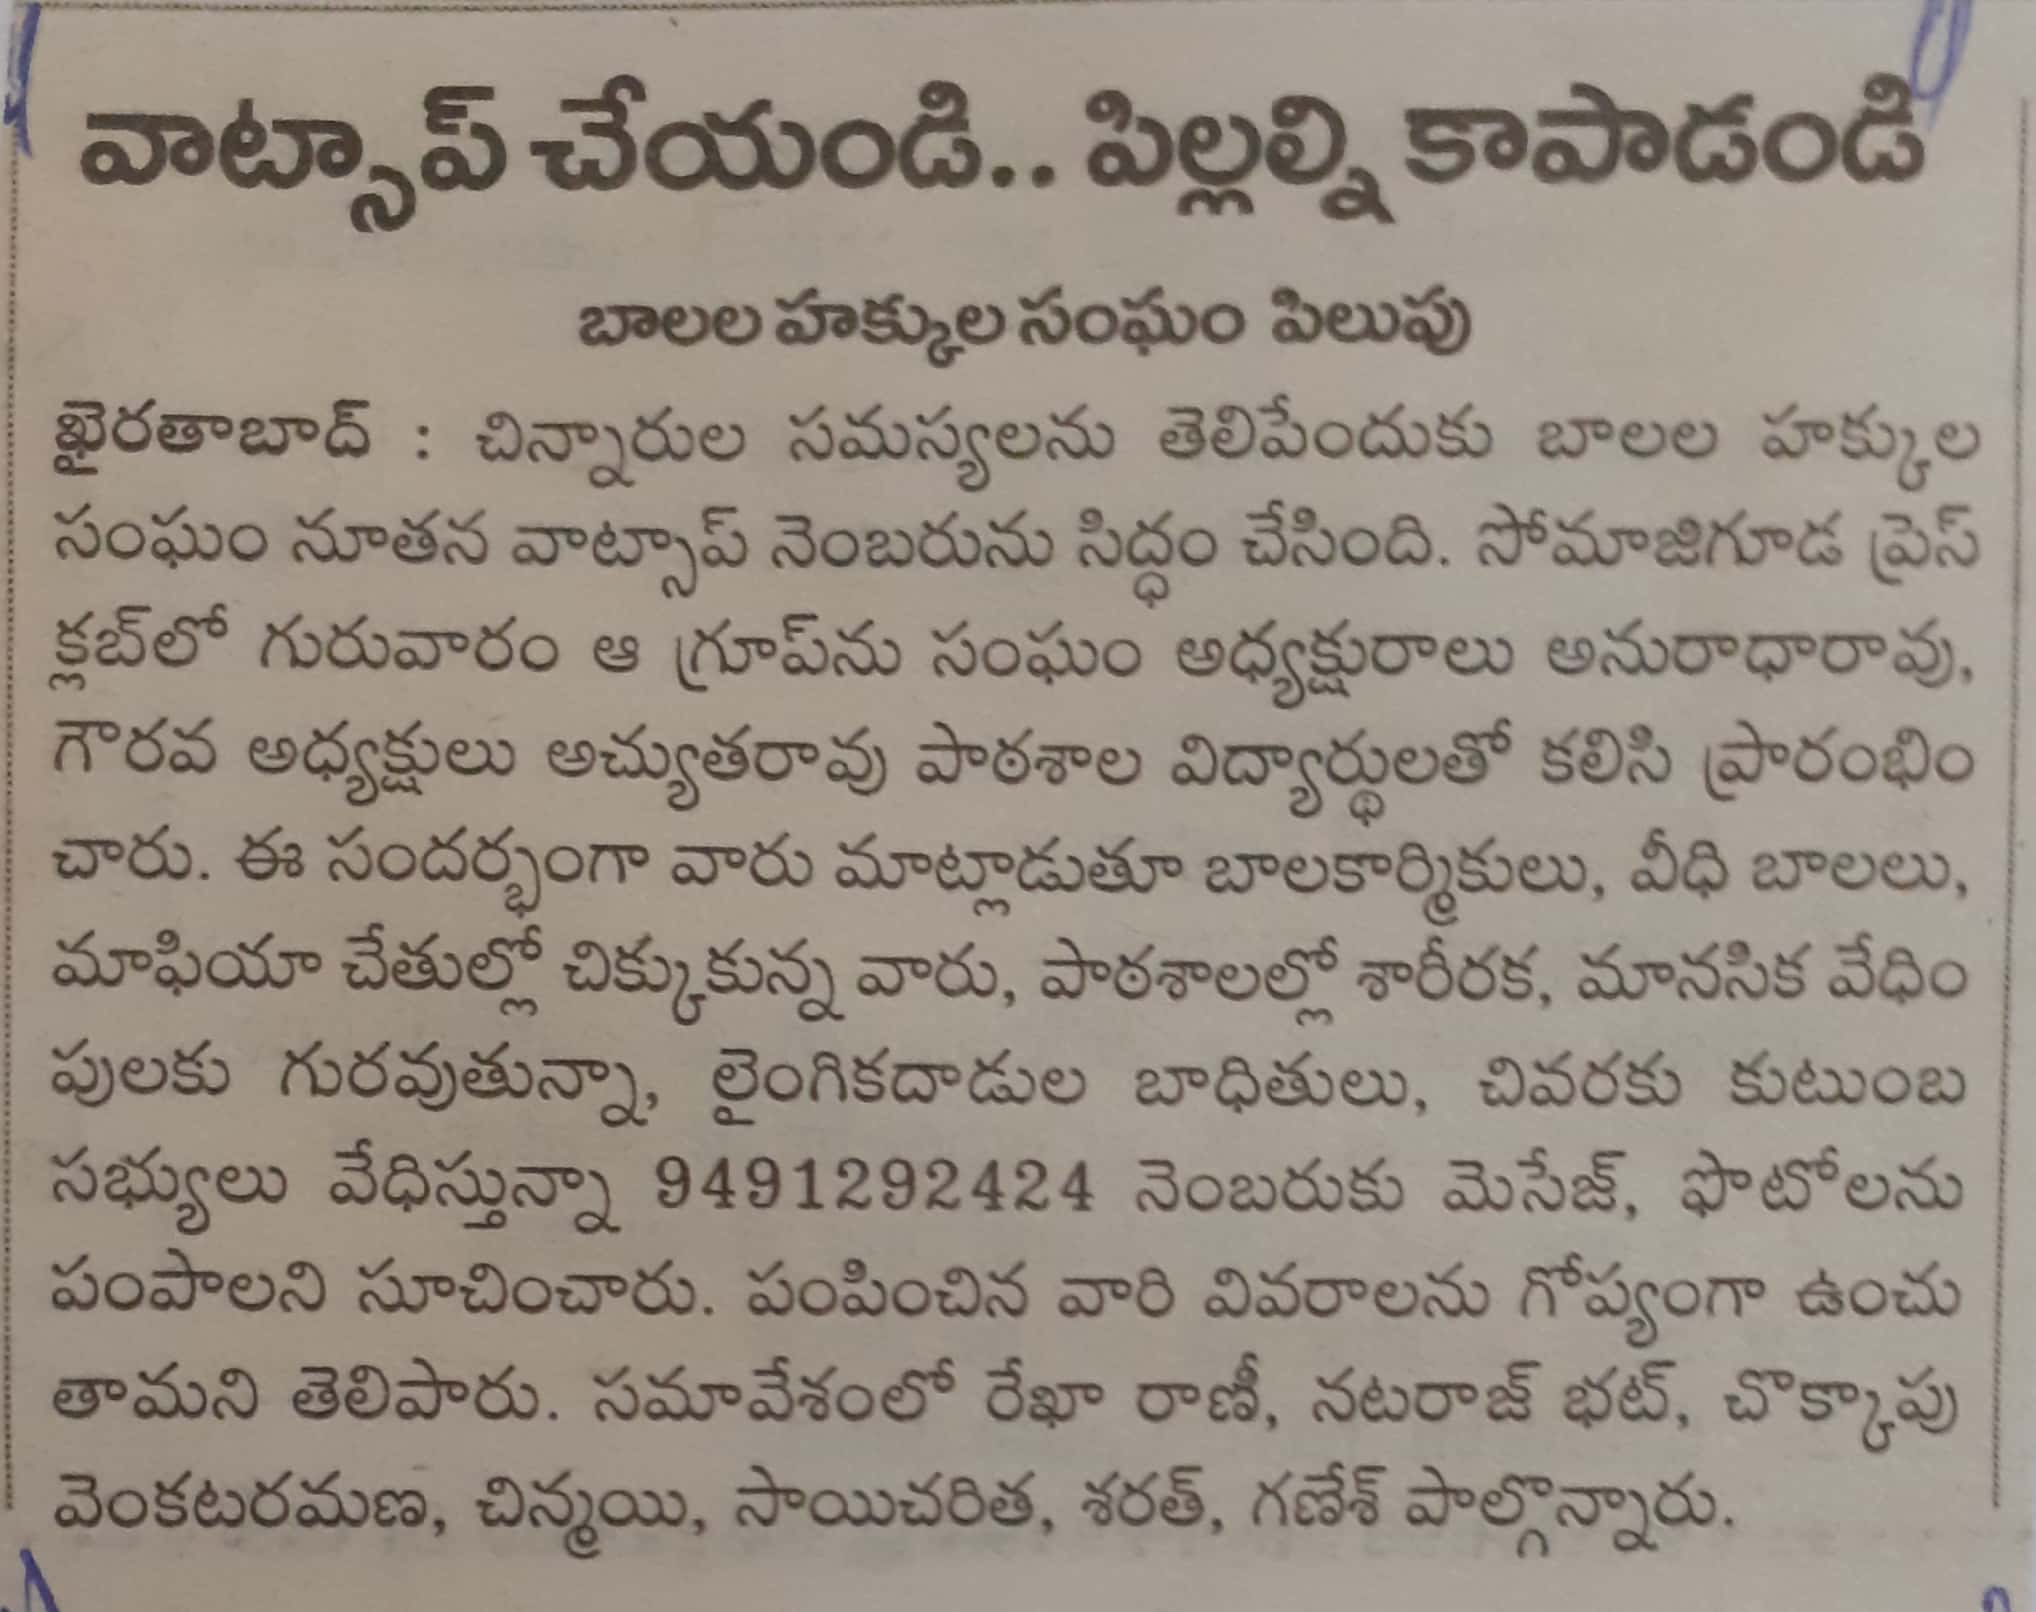 వాట్సాప్ చేయండి.. పిల్లల్ని కాపాడండి
బాలల హక్కుల సంఘం పిలుపు
ఖైరతాబాద్ : చిన్నారుల సమస్యలను తెలిపేందుకు బాలల హక్కుల
సంఘం నూతన వాట్సాప్ నెంబరును సిద్ధం చేసింది. సోమాజిగూడ ప్రెస్
క్లబ్‌లో గురువారం ఆ గ్రూప్‌ను సంఘం అధ్యక్షురాలు అనురాధారావు,
గౌరవ అధ్యక్షులు అచ్యుతరావు పాఠశాల విద్యార్థులతో కలిసి ప్రారంభిం
చారు. ఈ సందర్భంగా వారు మాట్లాడుతూ బాలకార్మికులు, వీధి బాలలు,
మాఫియా చేతుల్లో చిక్కుకున్న వారు, పాఠశాలల్లో శారీరక, మానసిక వేధిం
పులకు గురవుతున్నా, లైంగికదాడుల బాధితులు, చివరకు కుటుంబ
సభ్యులు వేధిస్తున్నా 9491292424 నెంబరుకు మెసేజ్, ఫొటోలను
పంపాలని సూచించారు. పంపించిన వారి వివరాలను గోప్యంగా ఉంచు
తామని తెలిపారు. సమావేశంలో రేఖా రాణీ, నటరాజ్ భట్, చొక్కాపు
వెంకటరమణ, చిన్మయి, సాయిచరిత, శరత్, గణేశ్ పాల్గొన్నారు.